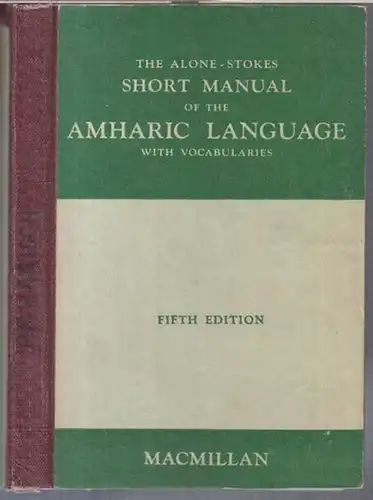 THE ALONE-STOKES
SHORT MANUAL
OF THE
AMHARIC LANGUAGE
WITH VOCABULARIES
FIFTH EDITION
MACMILLAN